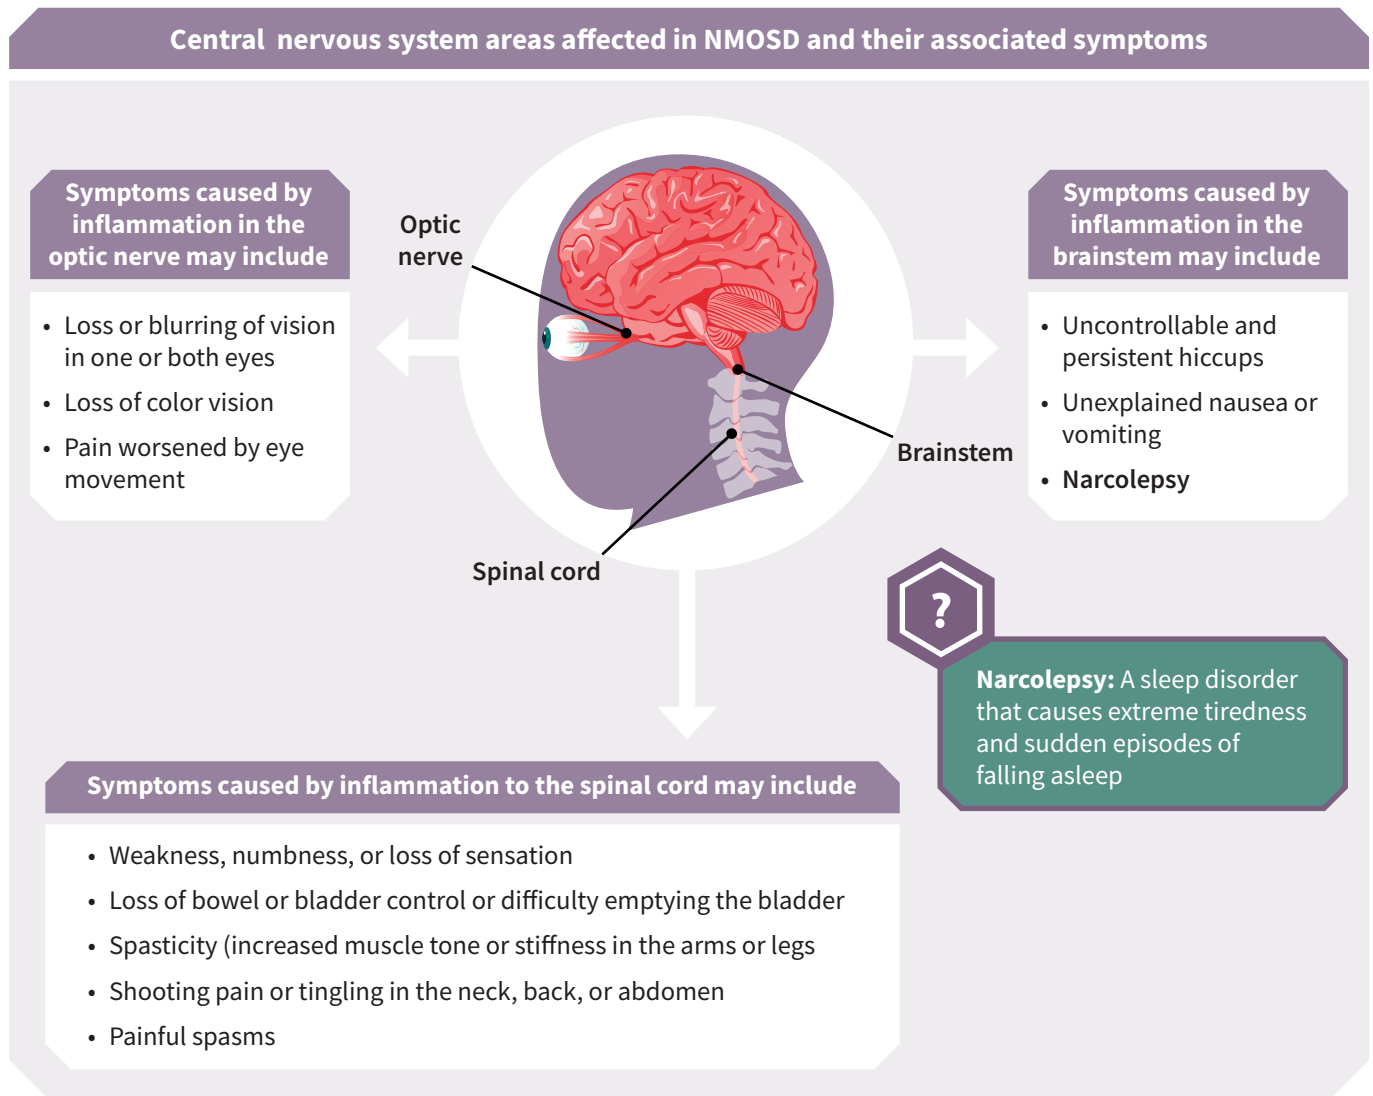 Central nervous system areas affected in NMOSD and their associated symptoms
Symptoms caused by
inflammation in the
optic nerve may include
• Loss or blurring of vision
in one or both eyes
• Loss of color vision
• Pain worsened by eye
movement
Optic
nerve
Brainstem
Spinal cord
Symptoms caused by
inflammation in the
brainstem may include
• Uncontrollable and
persistent hiccups
• Unexplained nausea or
vomiting
• Narcolepsy
?
Narcolepsy: A sleep disorder
that causes extreme tiredness
and sudden episodes of
falling asleep
Symptoms caused by inflammation to the spinal cord may include
• Weakness, numbness, or loss of sensation
• Loss of bowel or bladder control or difficulty emptying the bladder
• Spasticity (increased muscle tone or stiffness in the arms or legs
• Shooting pain or tingling in the neck, back, or abdomen
• Painful spasms